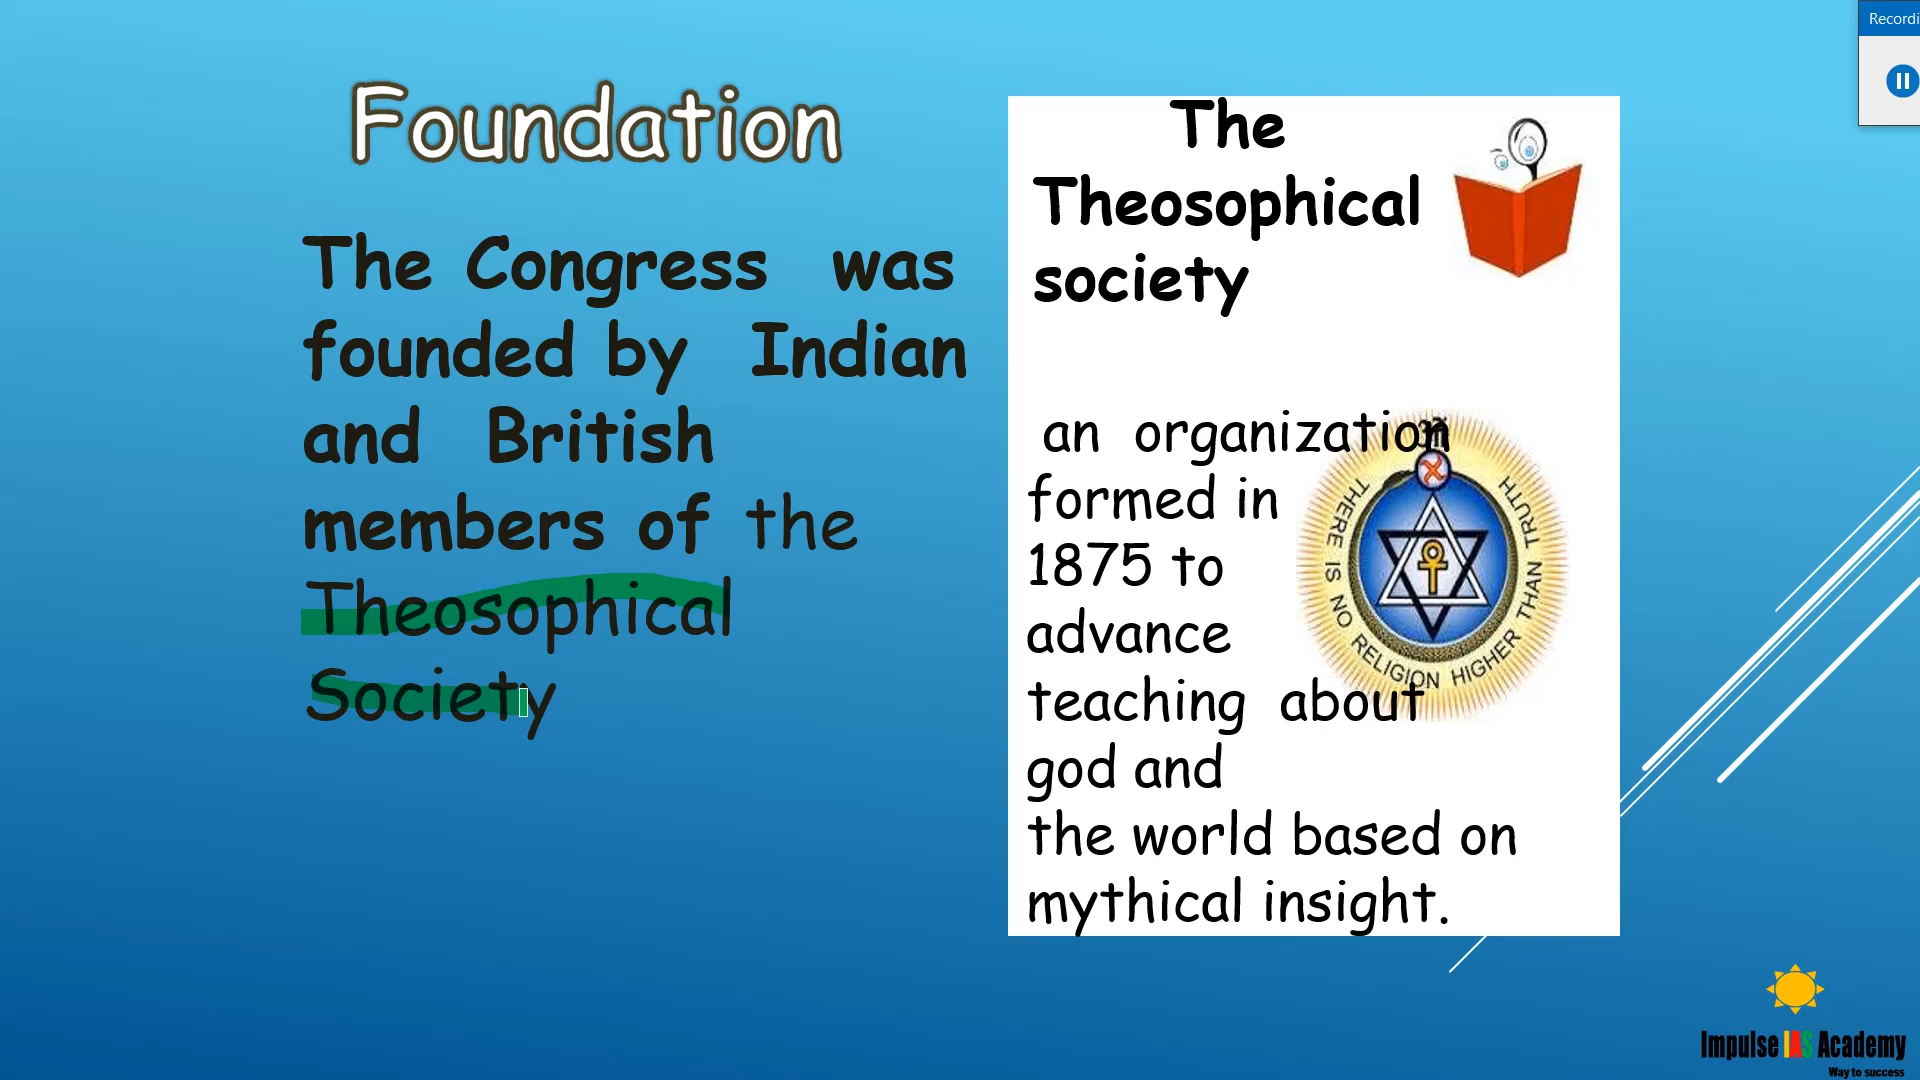 Recordi
Foundation
The Congress was
founded by Indian
and British
members of the
Theosophical
Society
The
Theosophical
society
an organization
formed in
1875 to
advance
teaching about
god and
the world based on
mythical insight.
THERE IS NO RELIGION HIGHER THAN TRUTH
Impulse IAS Academy
Way to success